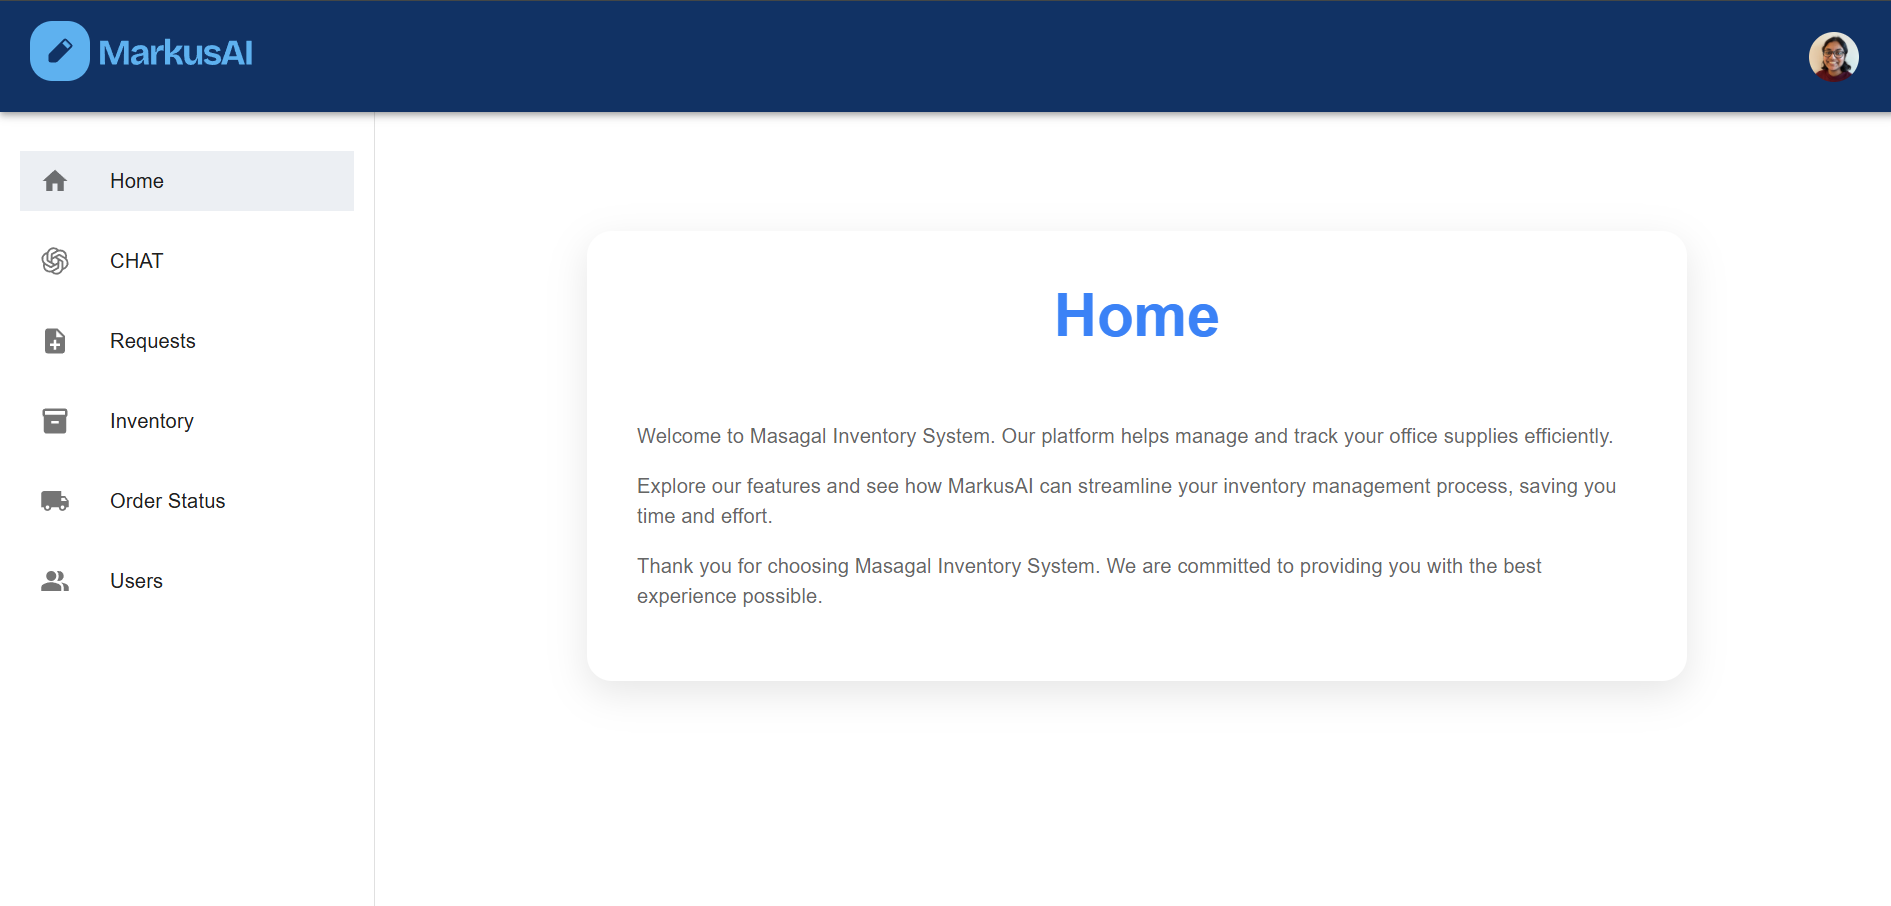 MarkusAI
Home
CHAT
Requests
Inventory
Order Status
Users
Home
Welcome to Masagal Inventory System. Our platform helps manage and track your office supplies efficiently.
Explore our features and see how MarkusAI can streamline your inventory management process, saving you
time and effort.
Thank you for choosing Masagal Inventory System. We are committed to providing you with the best
experience possible.